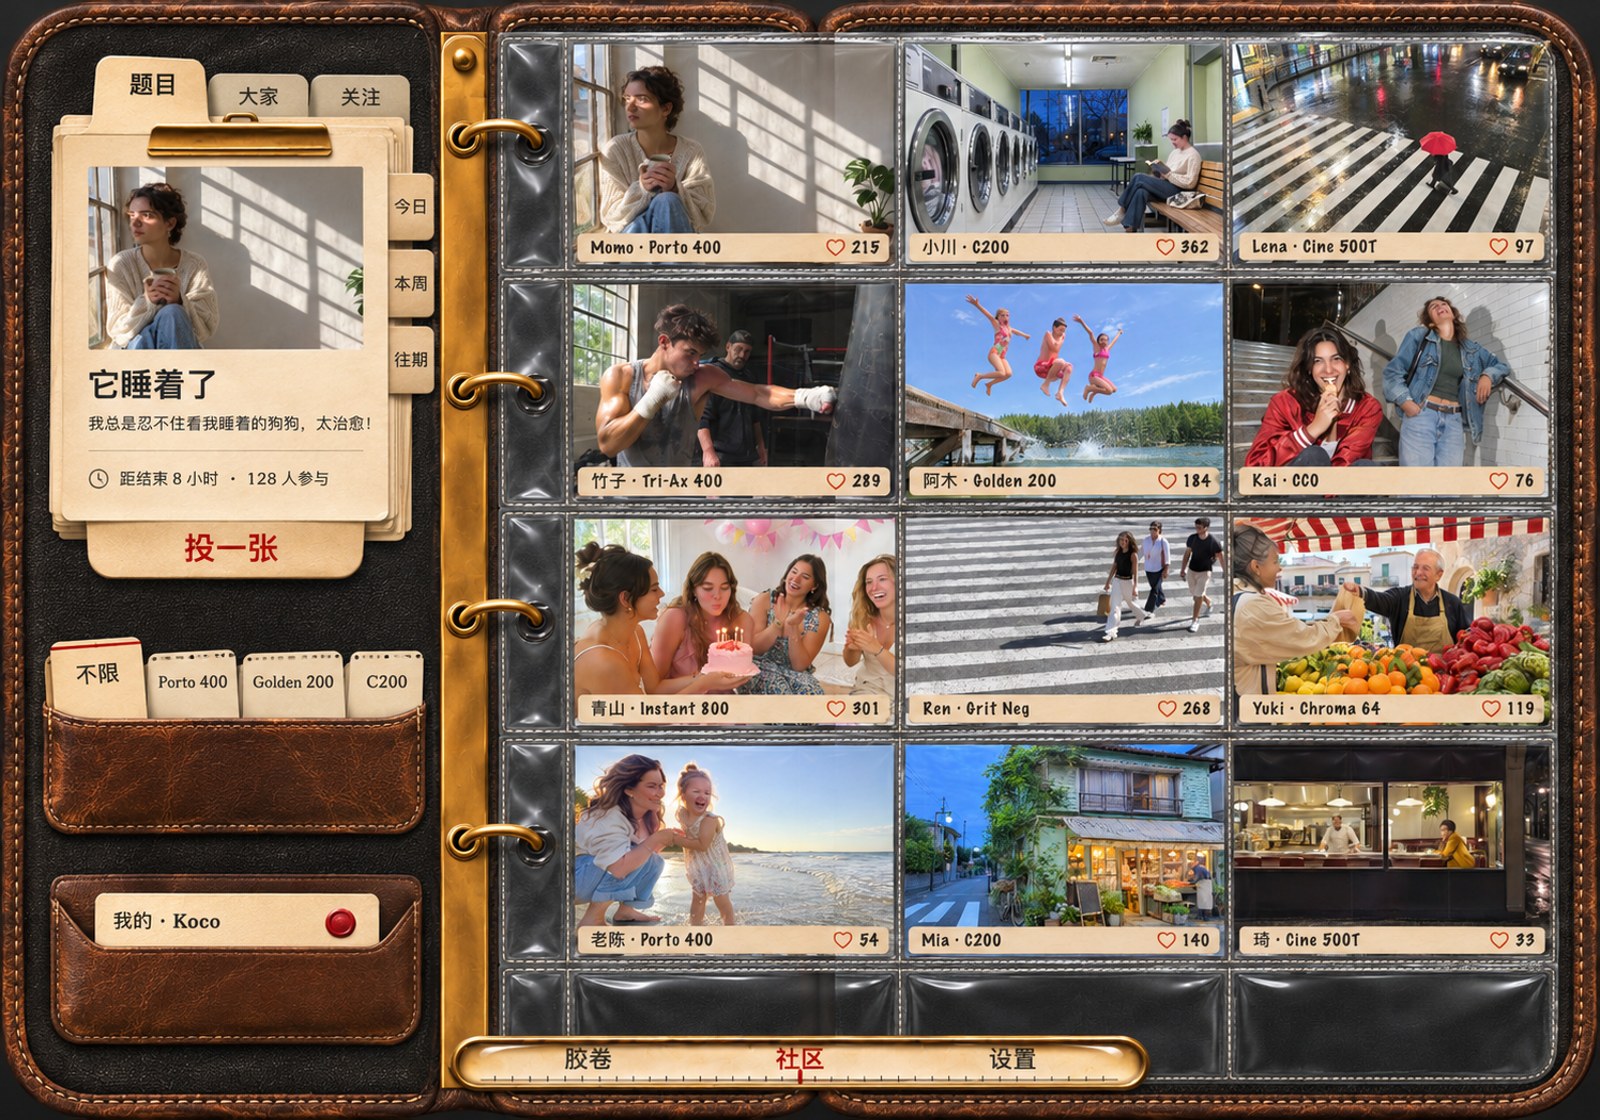 题目
大家
关注
今日
本周
往期
它睡着了
我总是忍不住看我睡着的狗狗，太治愈！
距结束 8 小时 · 128 人参与
投一张
不限
Porto 400
Golden 200
C200
我的 · Koco
Momo · Porto 400 215
小川 · C200 362
Lena · Cine 500T 97
竹子 · Tri-Ax 400 289
阿木 · Golden 200 184
Kai · CC0 76
青山 · Instant 800 301
Ren · Grit Neg 268
Yuki · Chroma 64 119
老陈 · Porto 400 54
Mia · C200 140
琦 · Cine 500T 33
胶卷
社区
设置